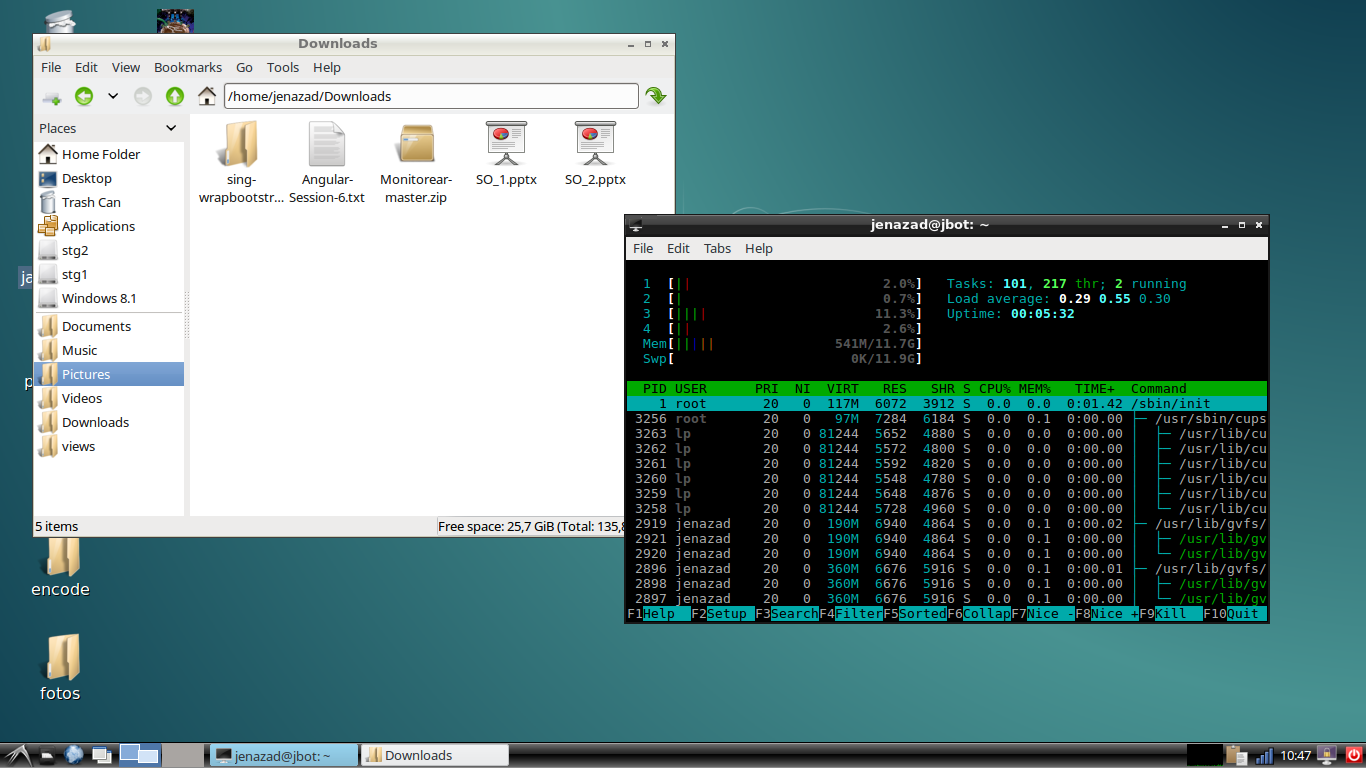 Downloads
File Edit View Bookmarks Go Tools Help
/home/jenazad/Downloads
Places
Home Folder
Desktop
Trash Can
Applications
stg2
stg1
Windows 8.1
Documents
Music
Pictures
Videos
Downloads
views
sing-
wrapbootstr...
Angular-
Session-6.txt
Monitorear-
master.zip
SO_1.pptx
SO_2.pptx
5 items
Free space: 25,7 GiB (Total: 135,8
ja
p
encode
fotos
jenazad@jbot: ~
File Edit Tabs Help
1 [|| 2.0%] Tasks: 101, 217 thr; 2 running
2 [| 0.7%] Load average: 0.29 0.55 0.30
3 [|||| 11.3%] Uptime: 00:05:32
4 [|| 2.6%]
Mem[||||| 541M/11.7G]
Swp[ 0K/11.9G]
PID USER PRI NI VIRT RES SHR S CPU% MEM% TIME+ Command
1 root 20 0 117M 6072 3912 S 0.0 0.0 0:01.42 /sbin/init
3256 root 20 0 97M 7284 6184 S 0.0 0.1 0:00.00 ├─ /usr/sbin/cups
3263 lp 20 0 81244 5652 4880 S 0.0 0.0 0:00.00 │ ├─ /usr/lib/cu
3262 lp 20 0 81244 5572 4800 S 0.0 0.0 0:00.00 │ ├─ /usr/lib/cu
3261 lp 20 0 81244 5592 4820 S 0.0 0.0 0:00.00 │ ├─ /usr/lib/cu
3260 lp 20 0 81244 5548 4780 S 0.0 0.0 0:00.00 │ ├─ /usr/lib/cu
3259 lp 20 0 81244 5648 4876 S 0.0 0.0 0:00.00 │ ├─ /usr/lib/cu
3258 lp 20 0 81244 5728 4960 S 0.0 0.0 0:00.00 │ └─ /usr/lib/cu
2919 jenazad 20 0 190M 6940 4864 S 0.0 0.1 0:00.02 ├─ /usr/lib/gvfs/
2921 jenazad 20 0 190M 6940 4864 S 0.0 0.1 0:00.00 │ ├─ /usr/lib/gv
2920 jenazad 20 0 190M 6940 4864 S 0.0 0.1 0:00.00 │ └─ /usr/lib/gv
2896 jenazad 20 0 360M 6676 5916 S 0.0 0.1 0:00.01 ├─ /usr/lib/gvfs/
2898 jenazad 20 0 360M 6676 5916 S 0.0 0.1 0:00.00 │ ├─ /usr/lib/gv
2897 jenazad 20 0 360M 6676 5916 S 0.0 0.1 0:00.00 │ └─ /usr/lib/gv
F1Help F2Setup F3SearchF4FilterF5SortedF6CollapF7Nice -F8Nice +F9Kill F10Quit
jenazad@jbot: ~
Downloads
10:47